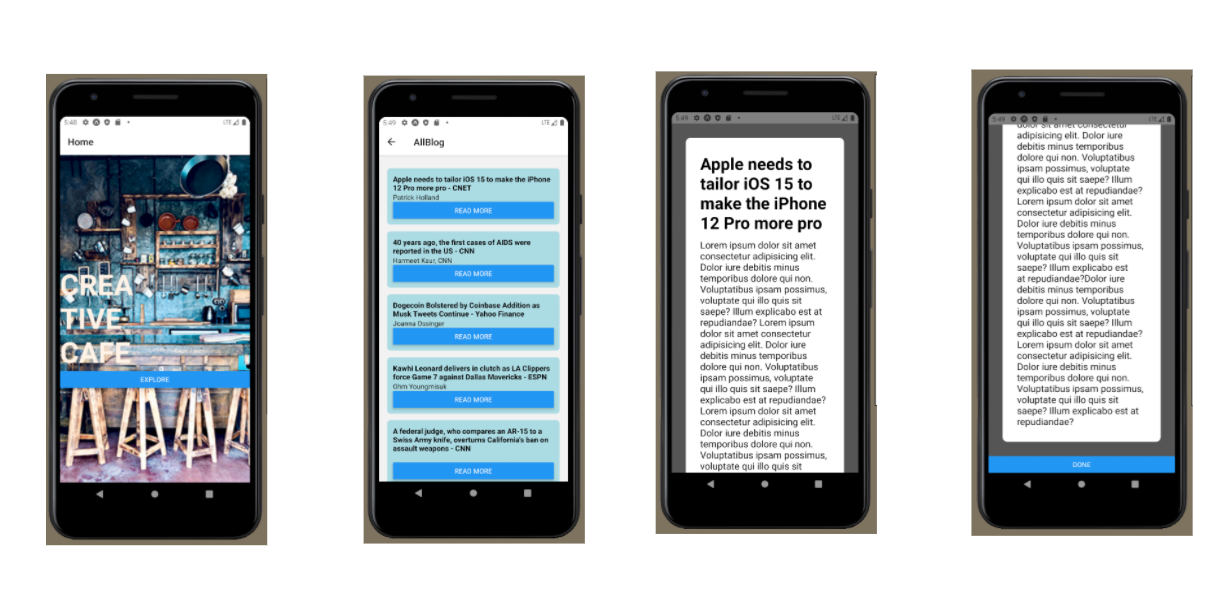 5:48
LTE
Home
CREA
TIVE
CAFE
EXPLORE
5:49
LTE
AllBlog
Apple needs to tailor iOS 15 to make the iPhone
12 Pro more pro - CNET
Patrick Holland
READ MORE
40 years ago, the first cases of AIDS were
reported in the US - CNN
Harmeet Kaur, CNN
READ MORE
Dogecoin Bolstered by Coinbase Addition as
Musk Tweets Continue - Yahoo Finance
Joanna Ossinger
READ MORE
Kawhi Leonard delivers in clutch as LA Clippers
force Game 7 against Dallas Mavericks - ESPN
Ohm Youngmisuk
READ MORE
A federal judge, who compares an AR-15 to a
Swiss Army knife, overturns California's ban on
assault weapons - CNN
READ MORE
5:49
LTE
Apple needs to
tailor iOS 15 to
make the iPhone
12 Pro more pro
Lorem ipsum dolor sit amet
consectetur adipisicing elit.
Dolor iure debitis minus
temporibus dolore qui non.
Voluptatibus ipsam possimus,
voluptate qui illo quis sit
saepe? Illum explicabo est at
repudiandae? Lorem ipsum
dolor sit amet consectetur
adipisicing elit. Dolor iure
debitis minus temporibus
dolore qui non. Voluptatibus
ipsam possimus, voluptate
qui illo quis sit saepe? Illum
explicabo est at repudiandae?
Lorem ipsum dolor sit amet
consectetur adipisicing elit.
Dolor iure debitis minus
temporibus dolore qui non.
Voluptatibus ipsam possimus,
voluptate qui illo quis sit
5:49
LTE
dolor sit amet consectetur
adipisicing elit. Dolor iure
debitis minus temporibus
dolore qui non. Voluptatibus
ipsam possimus, voluptate
qui illo quis sit saepe? Illum
explicabo est at repudiandae?
Lorem ipsum dolor sit amet
consectetur adipisicing elit.
Dolor iure debitis minus
temporibus dolore qui non.
Voluptatibus ipsam possimus,
voluptate qui illo quis sit
saepe? Illum explicabo est
at repudiandae?Dolor iure
debitis minus temporibus
dolore qui non. Voluptatibus
ipsam possimus, voluptate
qui illo quis sit saepe? Illum
explicabo est at repudiandae?
Lorem ipsum dolor sit amet
consectetur adipisicing elit.
Dolor iure debitis minus
temporibus dolore qui non.
Voluptatibus ipsam possimus,
voluptate qui illo quis sit
saepe? Illum explicabo est at
repudiandae?
DONE